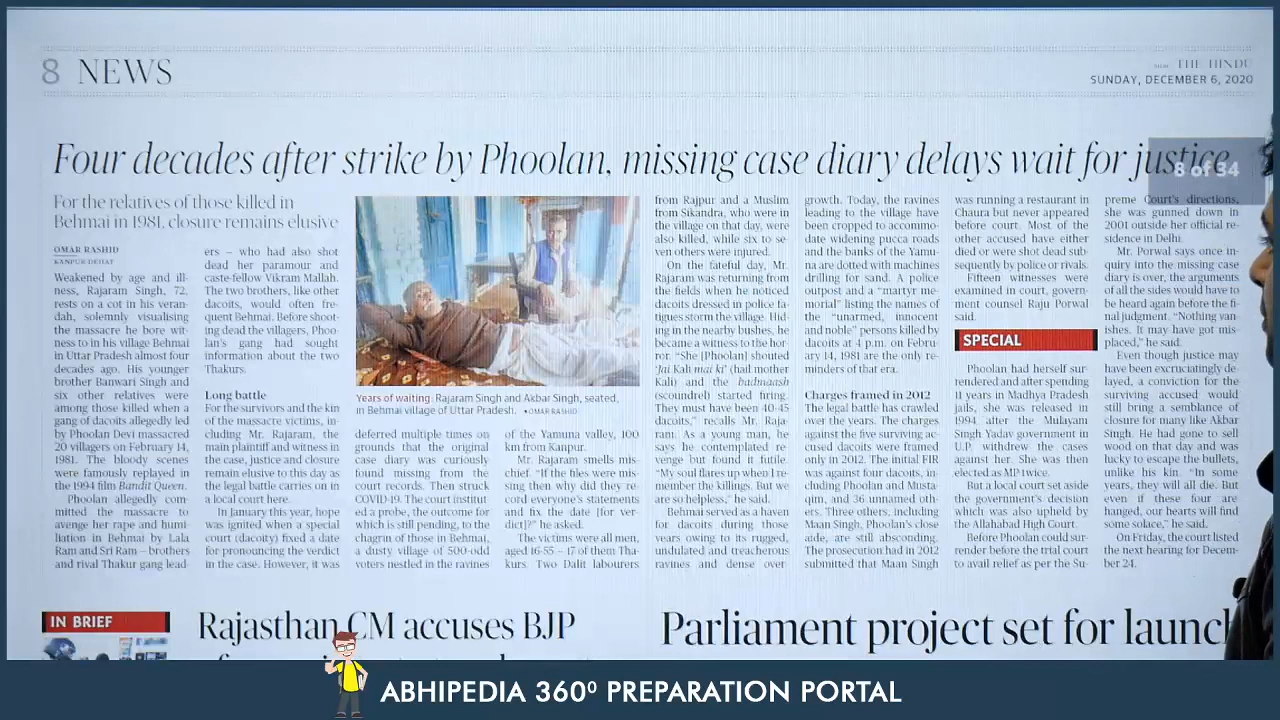 8 NEWS
THE HINDU
SUNDAY, DECEMBER 6, 2020
Four decades after strike by Phoolan, missing case diary delays wait for justice
8 of 34
For the relatives of those killed in
Behmai in 1981, closure remains elusive
OMAR RASHID
KANPUR DEHAT
Weakened by age and ill-
ness, Rajaram Singh, 72,
rests on a cot in his veran-
dah, solemnly visualising
the massacre he bore wit-
ness to in his village Behmai
in Uttar Pradesh almost four
decades ago. His younger
brother Banwari Singh and
six other relatives were
among those killed when a
gang of dacoits allegedly led
by Phoolan Devi massacred
20 villagers on February 14,
1981. The bloody scenes
were famously replayed in
the 1994 film Bandit Queen.
Phoolan allegedly com-
mitted the massacre to
avenge her rape and humi-
liation in Behmai by Lala
Ram and Sri Ram – brothers
and rival Thakur gang lead-
ers – who had also shot
dead her paramour and
caste-fellow Vikram Mallah.
The two brothers, like other
dacoits, would often fre-
quent Behmai. Before shoot-
ing dead the villagers, Phoo-
lan's gang had sought
information about the two
Thakurs.
Long battle
For the survivors and the kin
of the massacre victims, in-
cluding Mr. Rajaram, the
main plaintiff and witness in
the case, justice and closure
remain elusive to this day as
the legal battle carries on in
a local court here.
In January this year, hope
was ignited when a special
court (dacoity) fixed a date
for pronouncing the verdict
in the case. However, it was
Years of waiting: Rajaram Singh and Akbar Singh, seated,
in Behmai village of Uttar Pradesh. • OMAR RASHID
deferred multiple times on
grounds that the original
case diary was curiously
found missing from the
court records. Then struck
COVID-19. The court institut
ed a probe, the outcome for
which is still pending, to the
chagrin of those in Behmai,
a dusty village of 500-odd
voters nestled in the ravines
of the Yamuna valley, 100
km from Kanpur.
Mr. Rajaram smells mis-
chief. "If the files were mis-
sing then why did they re-
cord everyone's statements
and fix the date [for ver-
dict]?" he asked.
The victims were all men,
aged 16-55 – 17 of them Tha-
kurs. Two Dalit labourers
from Rajpur and a Muslim
from Sikandra, who were in
the village on that day, were
also killed, while six to se-
ven others were injured.
On the fateful day, Mr.
Rajaram was returning from
the fields when he noticed
dacoits dressed in police fa-
tigues storm the village. Hid-
ing in the nearby bushes, he
became a witness to the hor-
ror. "She [Phoolan] shouted
'Jai Kali mai ki' (hail mother
Kali) and the badmaash
(scoundrel) started firing.
They must have been 40-45
dacoits," recalls Mr. Raja-
ram. As a young man, he
says he contemplated re-
venge but found it futile.
"My soul flares up when I re-
member the killings. But we
are so helpless," he said.
Behmai served as a haven
for dacoits during those
years owing to its rugged,
undulated and treacherous
ravines and dense over-
growth. Today, the ravines
leading to the village have
been cropped to accommo-
date widening pucca roads
and the banks of the Yamu-
na are dotted with machines
drilling for sand. A police
outpost and a "martyr me-
morial" listing the names of
the "unarmed, innocent
and noble" persons killed by
dacoits at 4 p.m. on Febru-
ary 14, 1981 are the only re-
minders of that era.
Charges framed in 2012
The legal battle has crawled
over the years. The charges
against the five surviving ac-
cused dacoits were framed
only in 2012. The initial FIR
was against four dacoits, in-
cluding Phoolan and Musta-
qim, and 36 unnamed oth-
ers. Three others, including
Maan Singh, Phoolan's close
aide, are still absconding.
The prosecution had in 2012
submitted that Maan Singh
was running a restaurant in
Chaura but never appeared
before court. Most of the
other accused have either
died or were shot dead sub-
sequently by police or rivals.
Fifteen witnesses were
examined in court, govern-
ment counsel Raju Porwal
said.
SPECIAL
Phoolan had herself sur-
rendered and after spending
11 years in Madhya Pradesh
jails, she was released in
1994 after the Mulayam
Singh Yadav government in
U.P. withdrew the cases
against her. She was then
elected as MP twice.
But a local court set aside
the government's decision
which was also upheld by
the Allahabad High Court.
Before Phoolan could sur-
render before the trial court
to avail relief as per the Su-
preme Court's directions,
she was gunned down in
2001 outside her official re-
sidence in Delhi.
Mr. Porwal says once in-
quiry into the missing case
diary is over, the arguments
of all the sides would have to
be heard again before the fi-
nal judgment. "Nothing van-
ishes. It may have got mis-
placed," he said.
Even though justice may
have been excruciatingly de-
layed, a conviction for the
surviving accused would
still bring a semblance of
closure for many like Akbar
Singh. He had gone to sell
wood on that day and was
lucky to escape the bullets,
unlike his kin. "In some
years, they will all die. But
even if these four are
hanged, our hearts will find
some solace," he said.
On Friday, the court listed
the next hearing for Decem-
ber 24.
IN BRIEF
Rajasthan CM accuses BJP
Parliament project set for launch
ABHIPEDIA 360º PREPARATION PORTAL